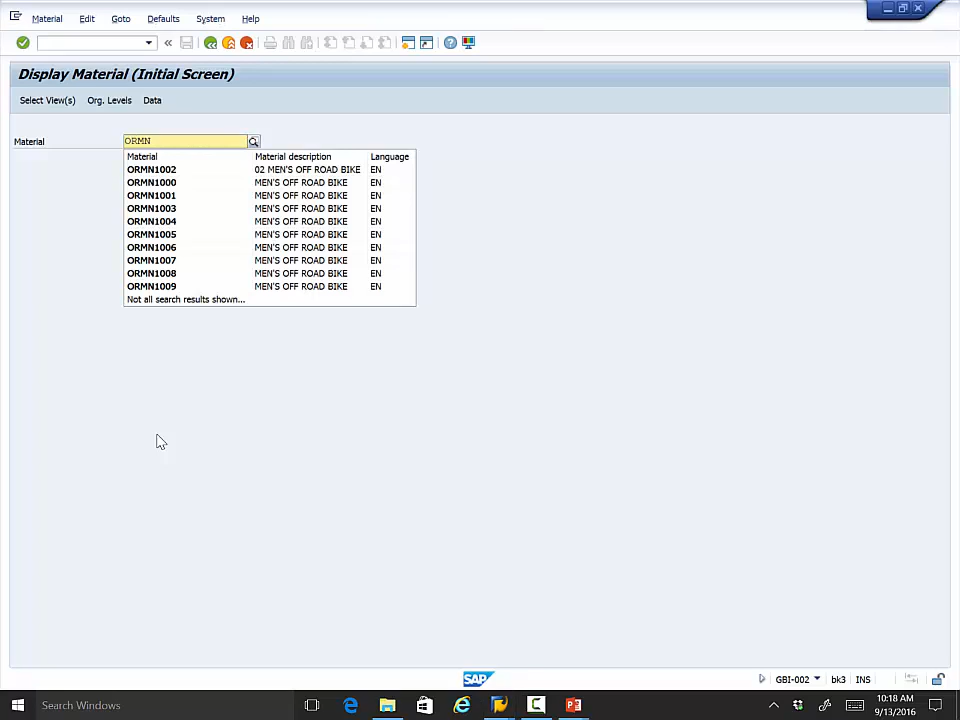 Material Edit Goto Defaults System Help
Display Material (Initial Screen)
Select View(s) Org. Levels Data
Material ORMN
Material Material description Language
ORMN1002 02 MEN'S OFF ROAD BIKE EN
ORMN1000 MEN'S OFF ROAD BIKE EN
ORMN1001 MEN'S OFF ROAD BIKE EN
ORMN1003 MEN'S OFF ROAD BIKE EN
ORMN1004 MEN'S OFF ROAD BIKE EN
ORMN1005 MEN'S OFF ROAD BIKE EN
ORMN1006 MEN'S OFF ROAD BIKE EN
ORMN1007 MEN'S OFF ROAD BIKE EN
ORMN1008 MEN'S OFF ROAD BIKE EN
ORMN1009 MEN'S OFF ROAD BIKE EN
Not all search results shown...
SAP GBI-002 bk3 INS
Search Windows
10:18 AM
9/13/2016